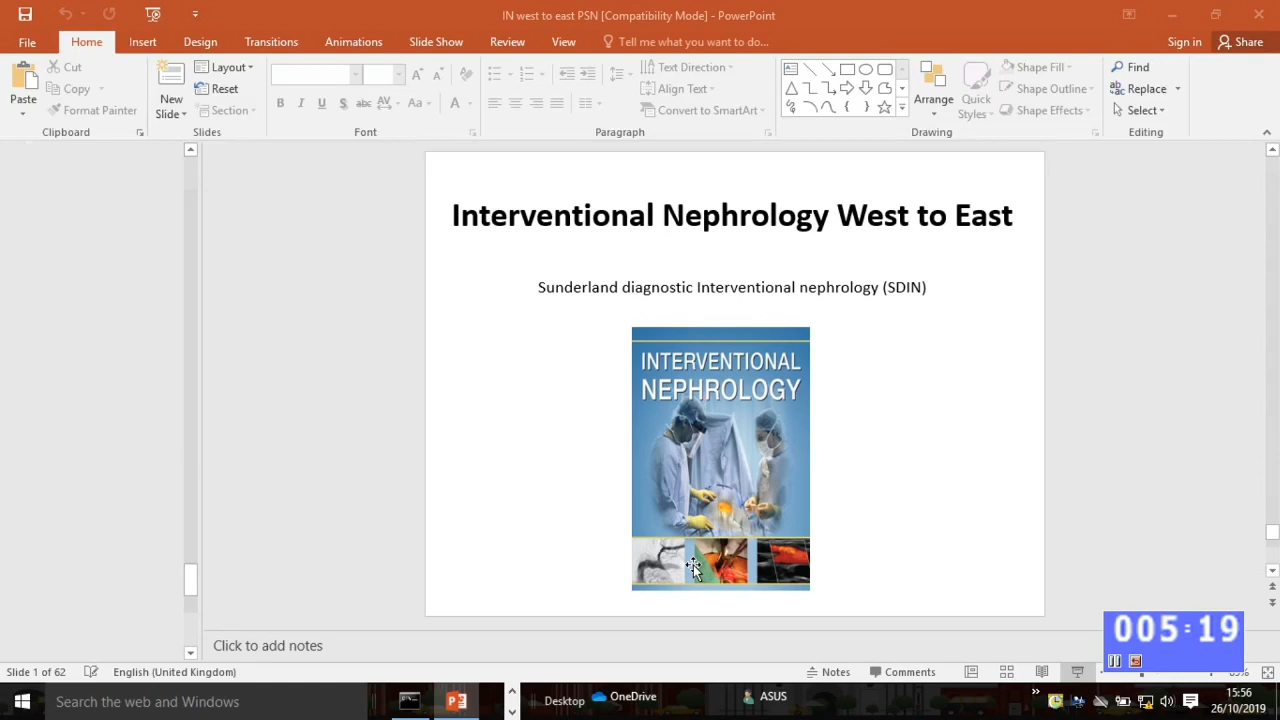 IN west to east PSN [Compatibility Mode] - PowerPoint
File Home Insert Design Transitions Animations Slide Show Review View Tell me what you want to do... Sign in Share
Paste Cut Copy Format Painter
Clipboard
New Slide Layout Reset Section
Slides
B I U S abc AV Aa A
Font
Text Direction Align Text Convert to SmartArt
Paragraph
Arrange Quick Styles Shape Fill Shape Outline Shape Effects
Drawing
Find Replace Select
Editing
Interventional Nephrology West to East
Sunderland diagnostic Interventional nephrology (SDIN)
INTERVENTIONAL
NEPHROLOGY
005:19
Click to add notes
Slide 1 of 62 English (United Kingdom) Notes Comments
Search the web and Windows Desktop OneDrive ASUS 15:56
26/10/2019